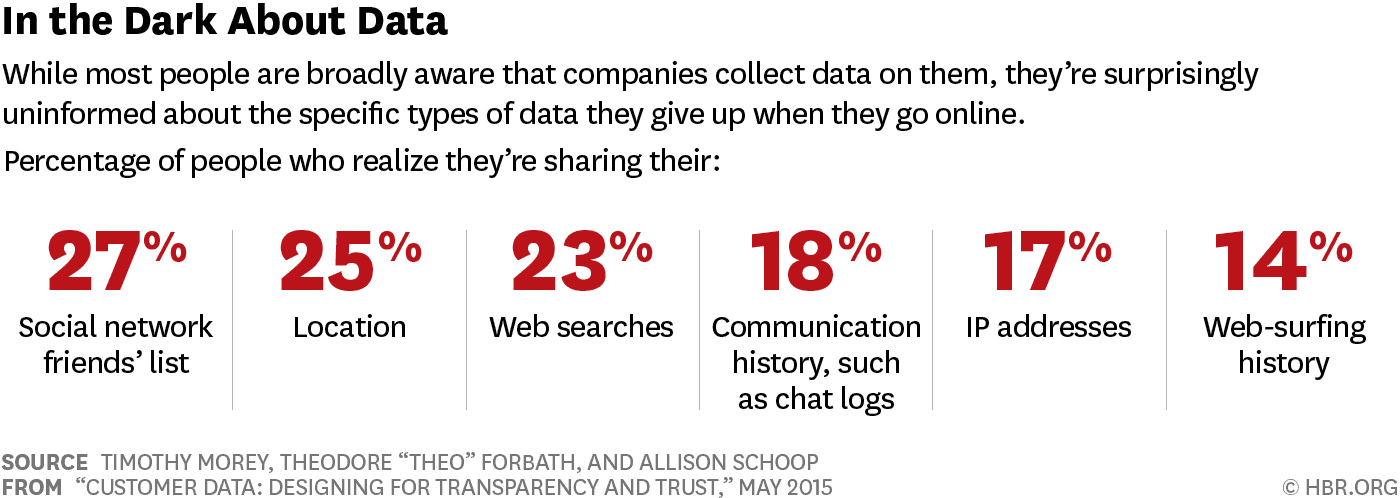 In the Dark About Data
While most people are broadly aware that companies collect data on them, they’re surprisingly
uninformed about the specific types of data they give up when they go online.
Percentage of people who realize they’re sharing their:
27%
Social network
friends’ list
25%
Location
23%
Web searches
18%
Communication
history, such
as chat logs
17%
IP addresses
14%
Web-surfing
history
SOURCE TIMOTHY MOREY, THEODORE “THEO” FORBATH, AND ALLISON SCHOOP
FROM “CUSTOMER DATA: DESIGNING FOR TRANSPARENCY AND TRUST,” MAY 2015
© HBR.ORG